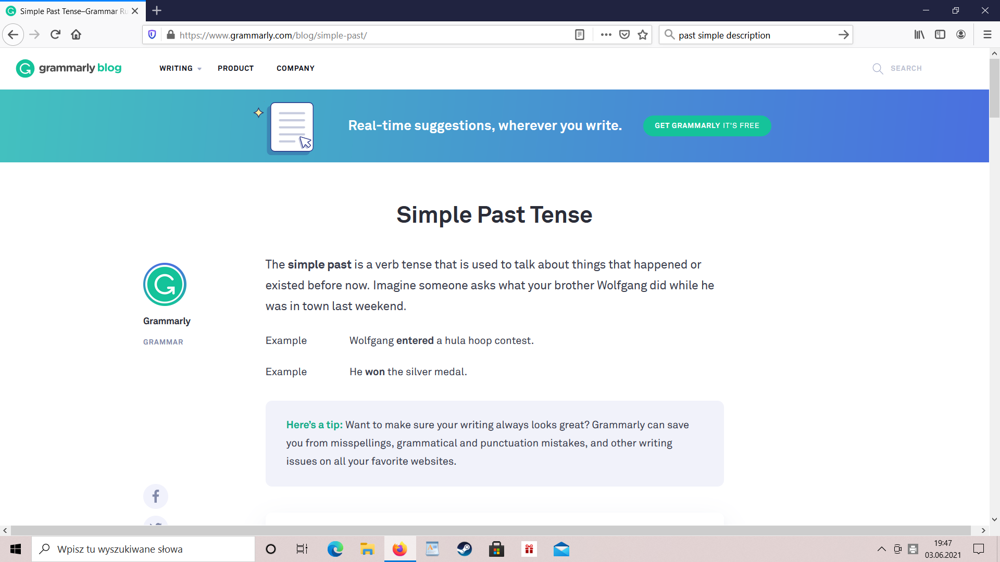 Simple Past Tense–Grammar Ru
https://www.grammarly.com/blog/simple-past/
past simple description
grammarly blog
WRITING
PRODUCT
COMPANY
SEARCH
Real-time suggestions, wherever you write.
GET GRAMMARLY IT'S FREE
Simple Past Tense
The simple past is a verb tense that is used to talk about things that happened or
existed before now. Imagine someone asks what your brother Wolfgang did while he
was in town last weekend.
Grammarly
GRAMMAR
Example Wolfgang entered a hula hoop contest.
Example He won the silver medal.
Here's a tip: Want to make sure your writing always looks great? Grammarly can save
you from misspellings, grammatical and punctuation mistakes, and other writing
issues on all your favorite websites.
Wpisz tu wyszukiwane słowa
19:47
03.06.2021